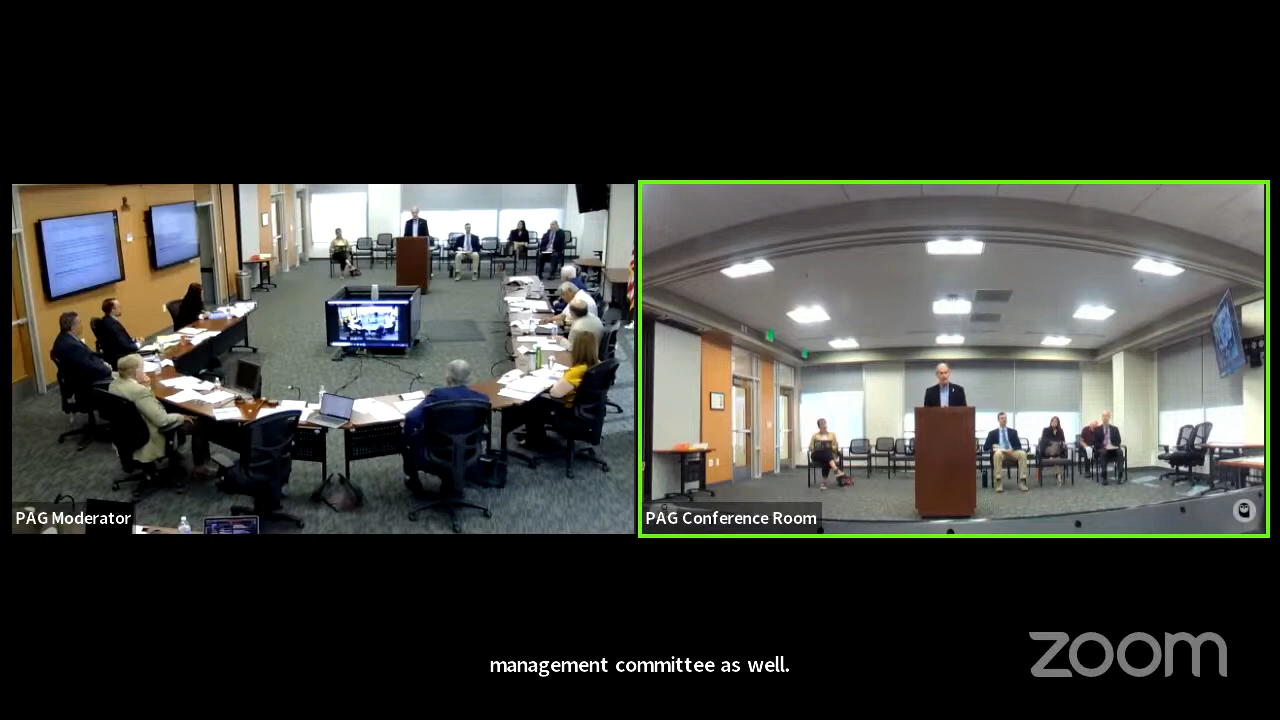 PAG Moderator
PAG Conference Room
management committee as well.
zoom